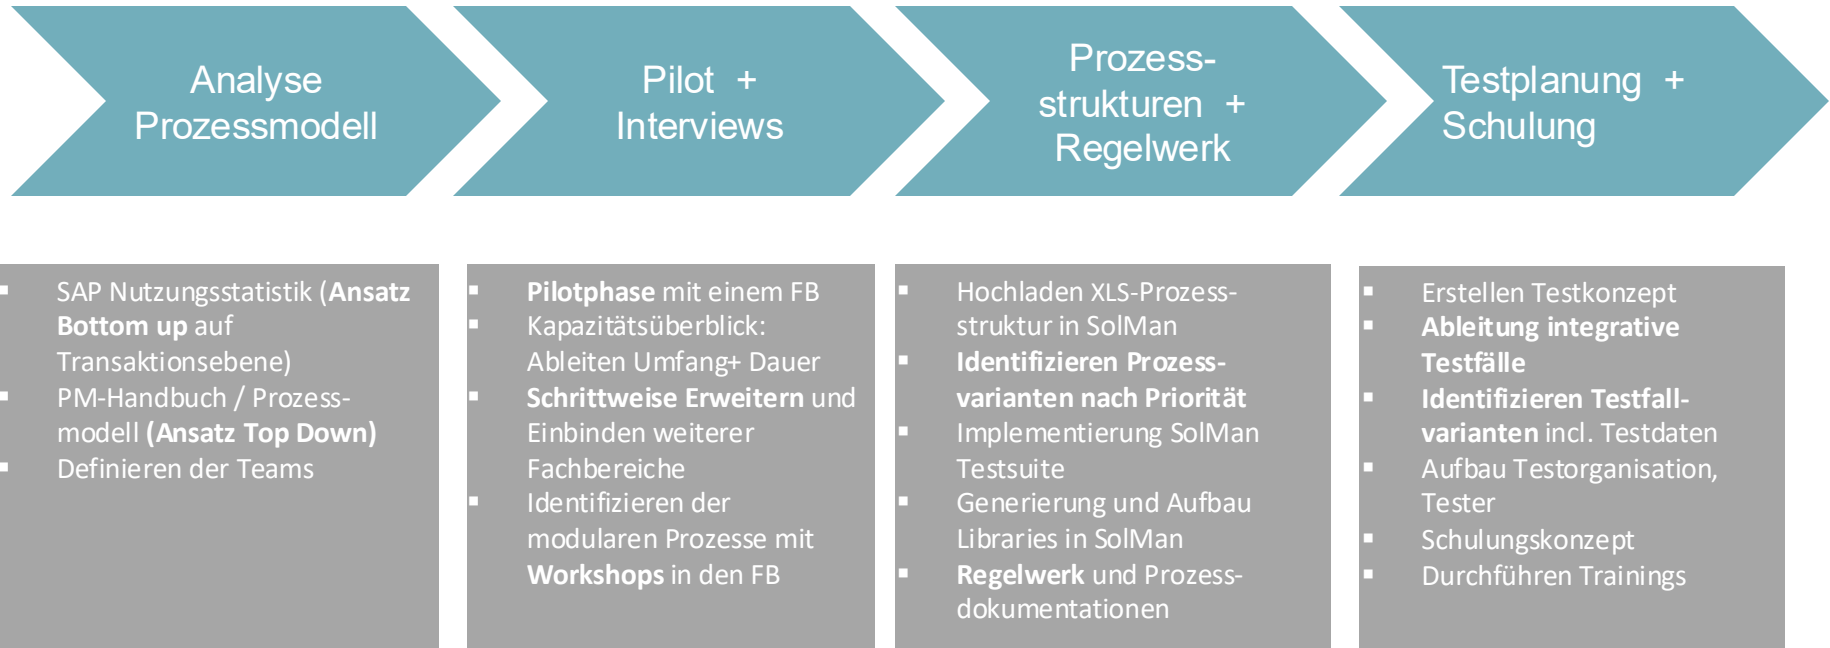 Analyse
Prozessmodell
Pilot +
Interviews
Prozess-
strukturen +
Regelwerk
Testplanung +
Schulung
▪ SAP Nutzungsstatistik (Ansatz
Bottom up auf
Transaktionsebene)
▪ PM-Handbuch / Prozess-
modell (Ansatz Top Down)
▪ Definieren der Teams
▪ Pilotphase mit einem FB
▪ Kapazitätsüberblick:
Ableiten Umfang+ Dauer
▪ Schrittweise Erweitern und
Einbinden weiterer
Fachbereiche
▪ Identifizieren der
modularen Prozesse mit
Workshops in den FB
▪ Hochladen XLS-Prozess-
struktur in SolMan
▪ Identifizieren Prozess-
varianten nach Priorität
▪ Implementierung SolMan
Testsuite
▪ Generierung und Aufbau
Libraries in SolMan
▪ Regelwerk und Prozess-
dokumentationen
▪ Erstellen Testkonzept
▪ Ableitung integrative
Testfälle
▪ Identifizieren Testfall-
varianten incl. Testdaten
▪ Aufbau Testorganisation,
Tester
▪ Schulungskonzept
▪ Durchführen Trainings